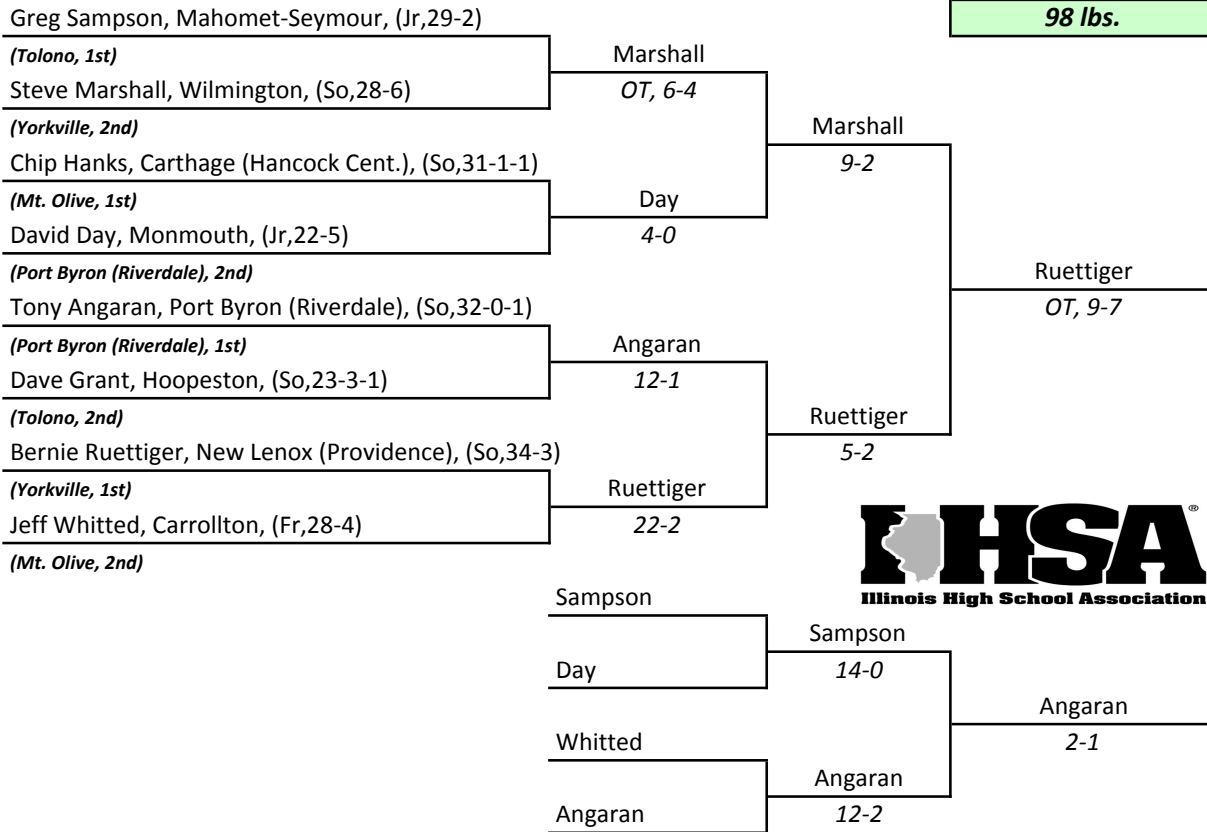 Greg Sampson, Mahomet-Seymour, (Jr,29-2)
98 lbs.
(Tolono, 1st)
Marshall
Steve Marshall, Wilmington, (So,28-6)
OT, 6-4
(Yorkville, 2nd)
Marshall
Chip Hanks, Carthage (Hancock Cent.), (So,31-1-1)
9-2
(Mt. Olive, 1st)
Day
David Day, Monmouth, (Jr,22-5)
4-0
(Port Byron (Riverdale), 2nd)
Ruettiger
Tony Angaran, Port Byron (Riverdale), (So,32-0-1)
OT, 9-7
(Port Byron (Riverdale), 1st)
Angaran
Dave Grant, Hoopeston, (So,23-3-1)
12-1
(Tolono, 2nd)
Ruettiger
Bernie Ruettiger, New Lenox (Providence), (So,34-3)
5-2
(Yorkville, 1st)
Ruettiger
Jeff Whitted, Carrollton, (Fr,28-4)
22-2
(Mt. Olive, 2nd)
IHSA®
Illinois High School Association
Sampson
Sampson
Day
14-0
Angaran
Whitted
2-1
Angaran
Angaran
12-2